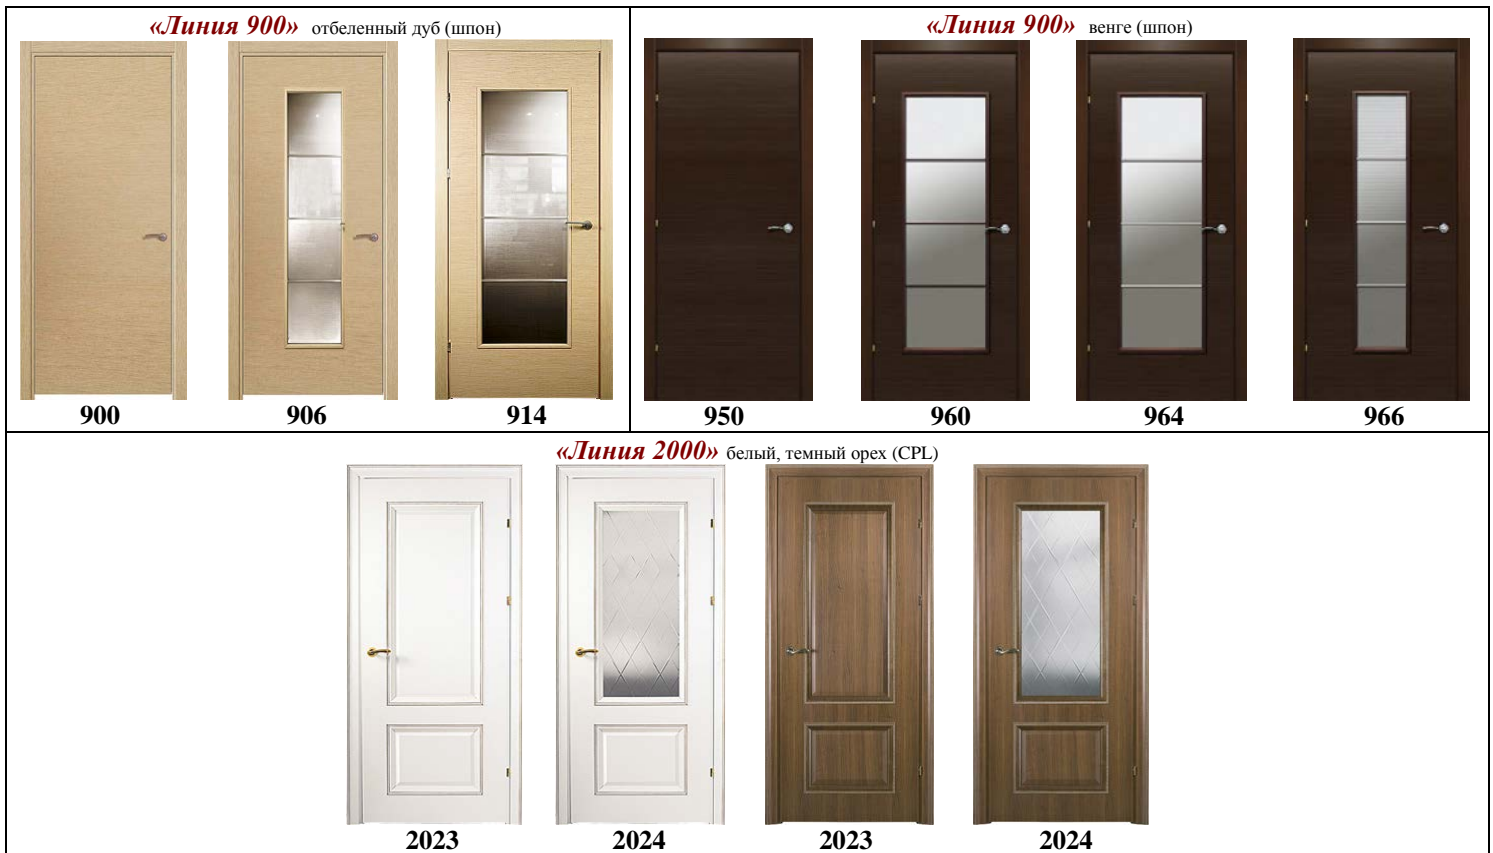 «Линия 900» отбеленный дуб (шпон)
900 906 914
«Линия 900» венге (шпон)
950 960 964 966
«Линия 2000» белый, темный орех (CPL)
2023 2024 2023 2024